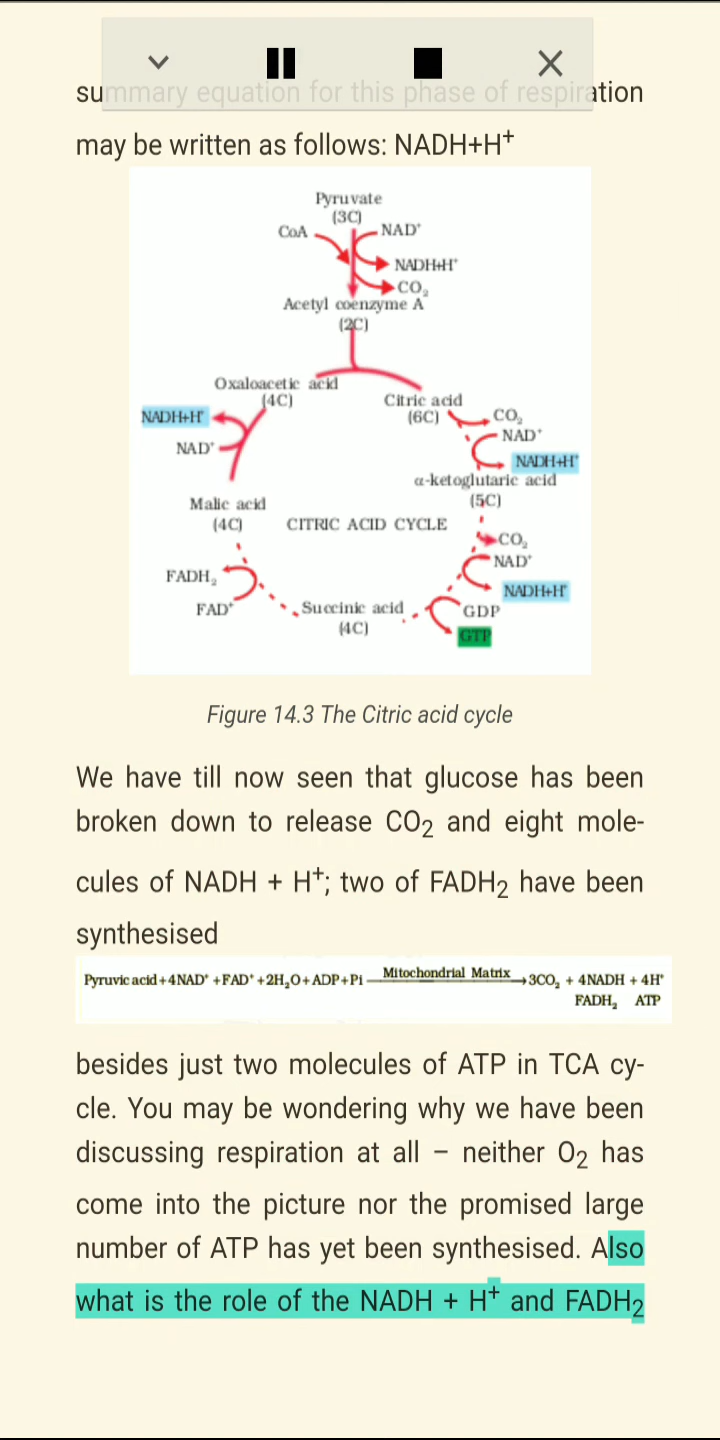 summary equation for this phase of respiration
may be written as follows: NADH+H⁺
Pyruvate
(3C)
CoA
NAD⁺
NADH+H⁺
CO₂
Acetyl coenzyme A
(2C)
Oxaloacetic acid
(4C)
Citric acid
(6C)
CO₂
NADH+H⁺
NAD⁺
NAD⁺
NADH+H⁺
α-ketoglutaric acid
(5C)
Malic acid
(4C)
CITRIC ACID CYCLE
CO₂
NAD⁺
FADH₂
NADH+H⁺
FAD⁺
Succinic acid
(4C)
GDP
GTP
Figure 14.3 The Citric acid cycle
We have till now seen that glucose has been
broken down to release CO₂ and eight mole-
cules of NADH + H⁺; two of FADH₂ have been
synthesised
Pyruvic acid+4NAD⁺ +FAD⁺ +2H₂O+ADP+Pi Mitochondrial Matrix → 3CO₂ + 4NADH + 4H⁺
FADH₂ ATP
besides just two molecules of ATP in TCA cy-
cle. You may be wondering why we have been
discussing respiration at all – neither O₂ has
come into the picture nor the promised large
number of ATP has yet been synthesised. Also
what is the role of the NADH + H⁺ and FADH₂